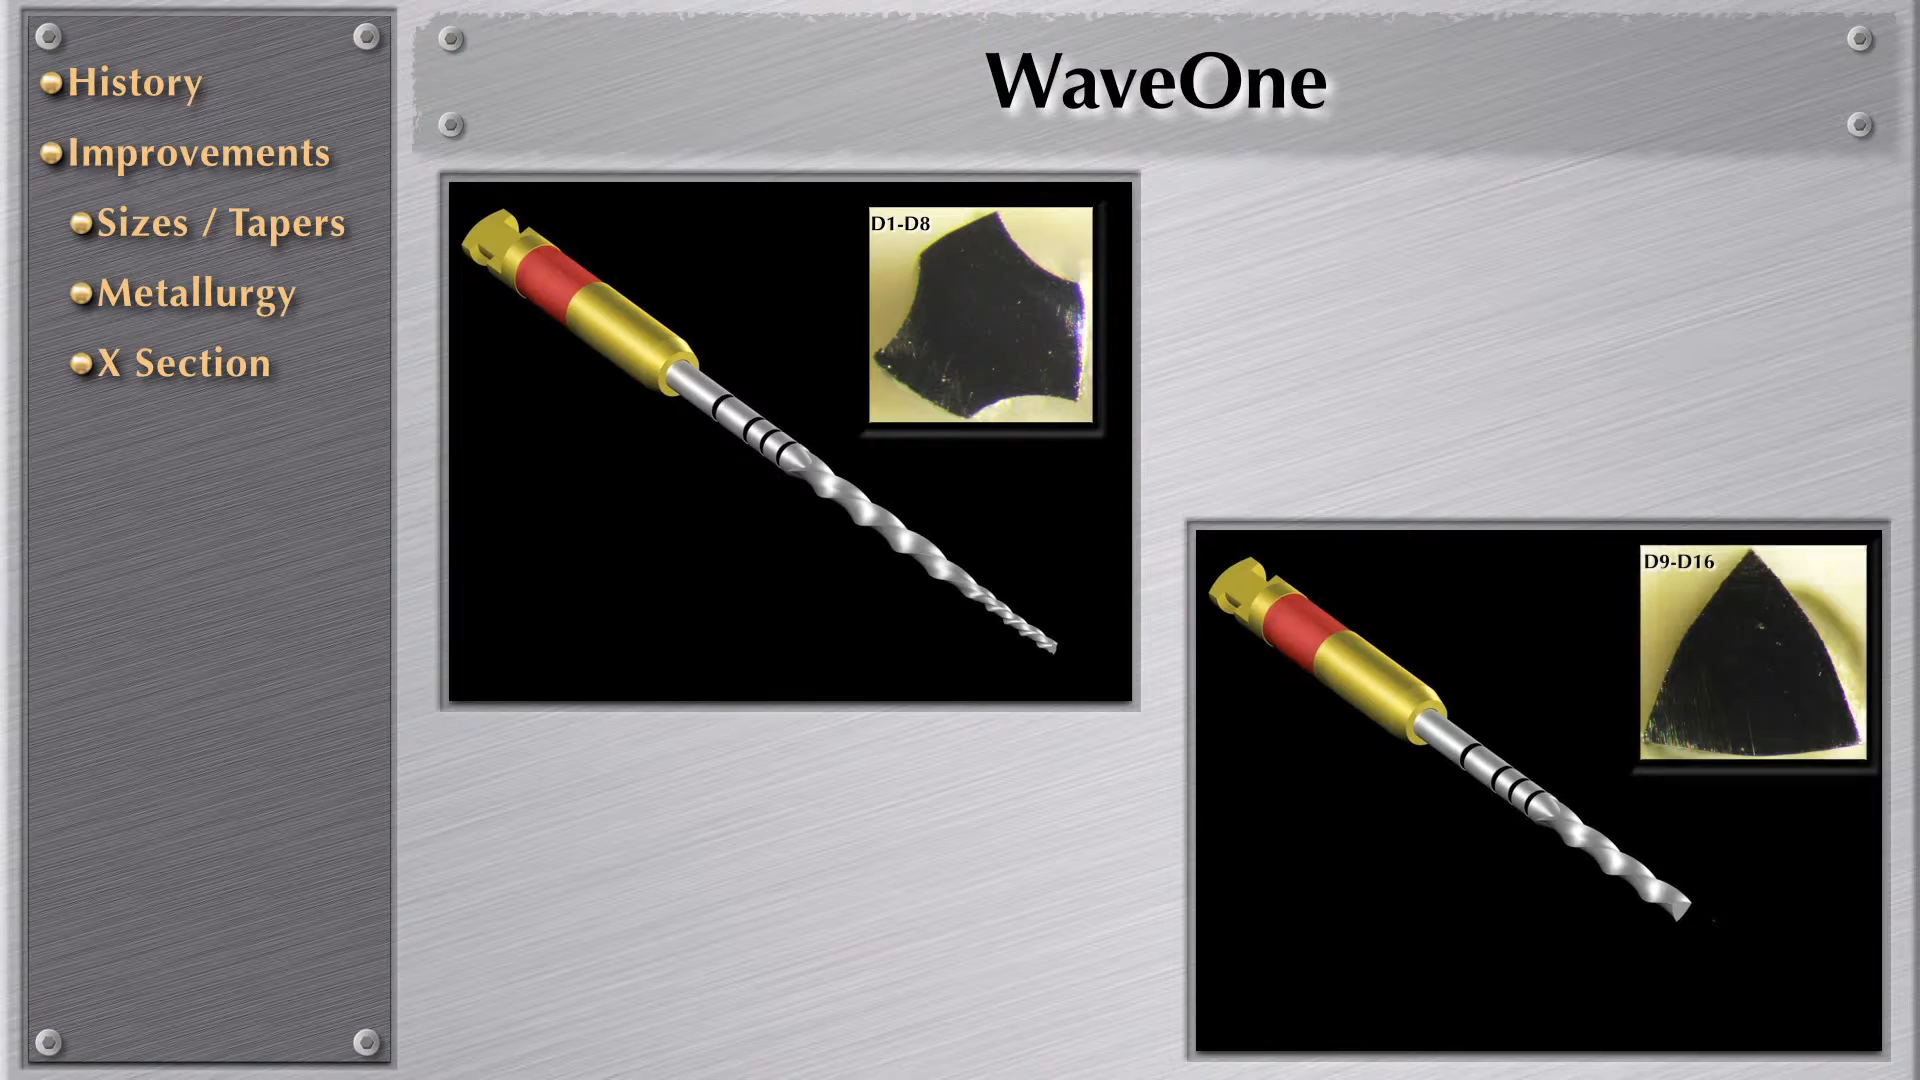 WaveOne
History
Improvements
Sizes / Tapers
Metallurgy
X Section
D1-D8
D9-D16